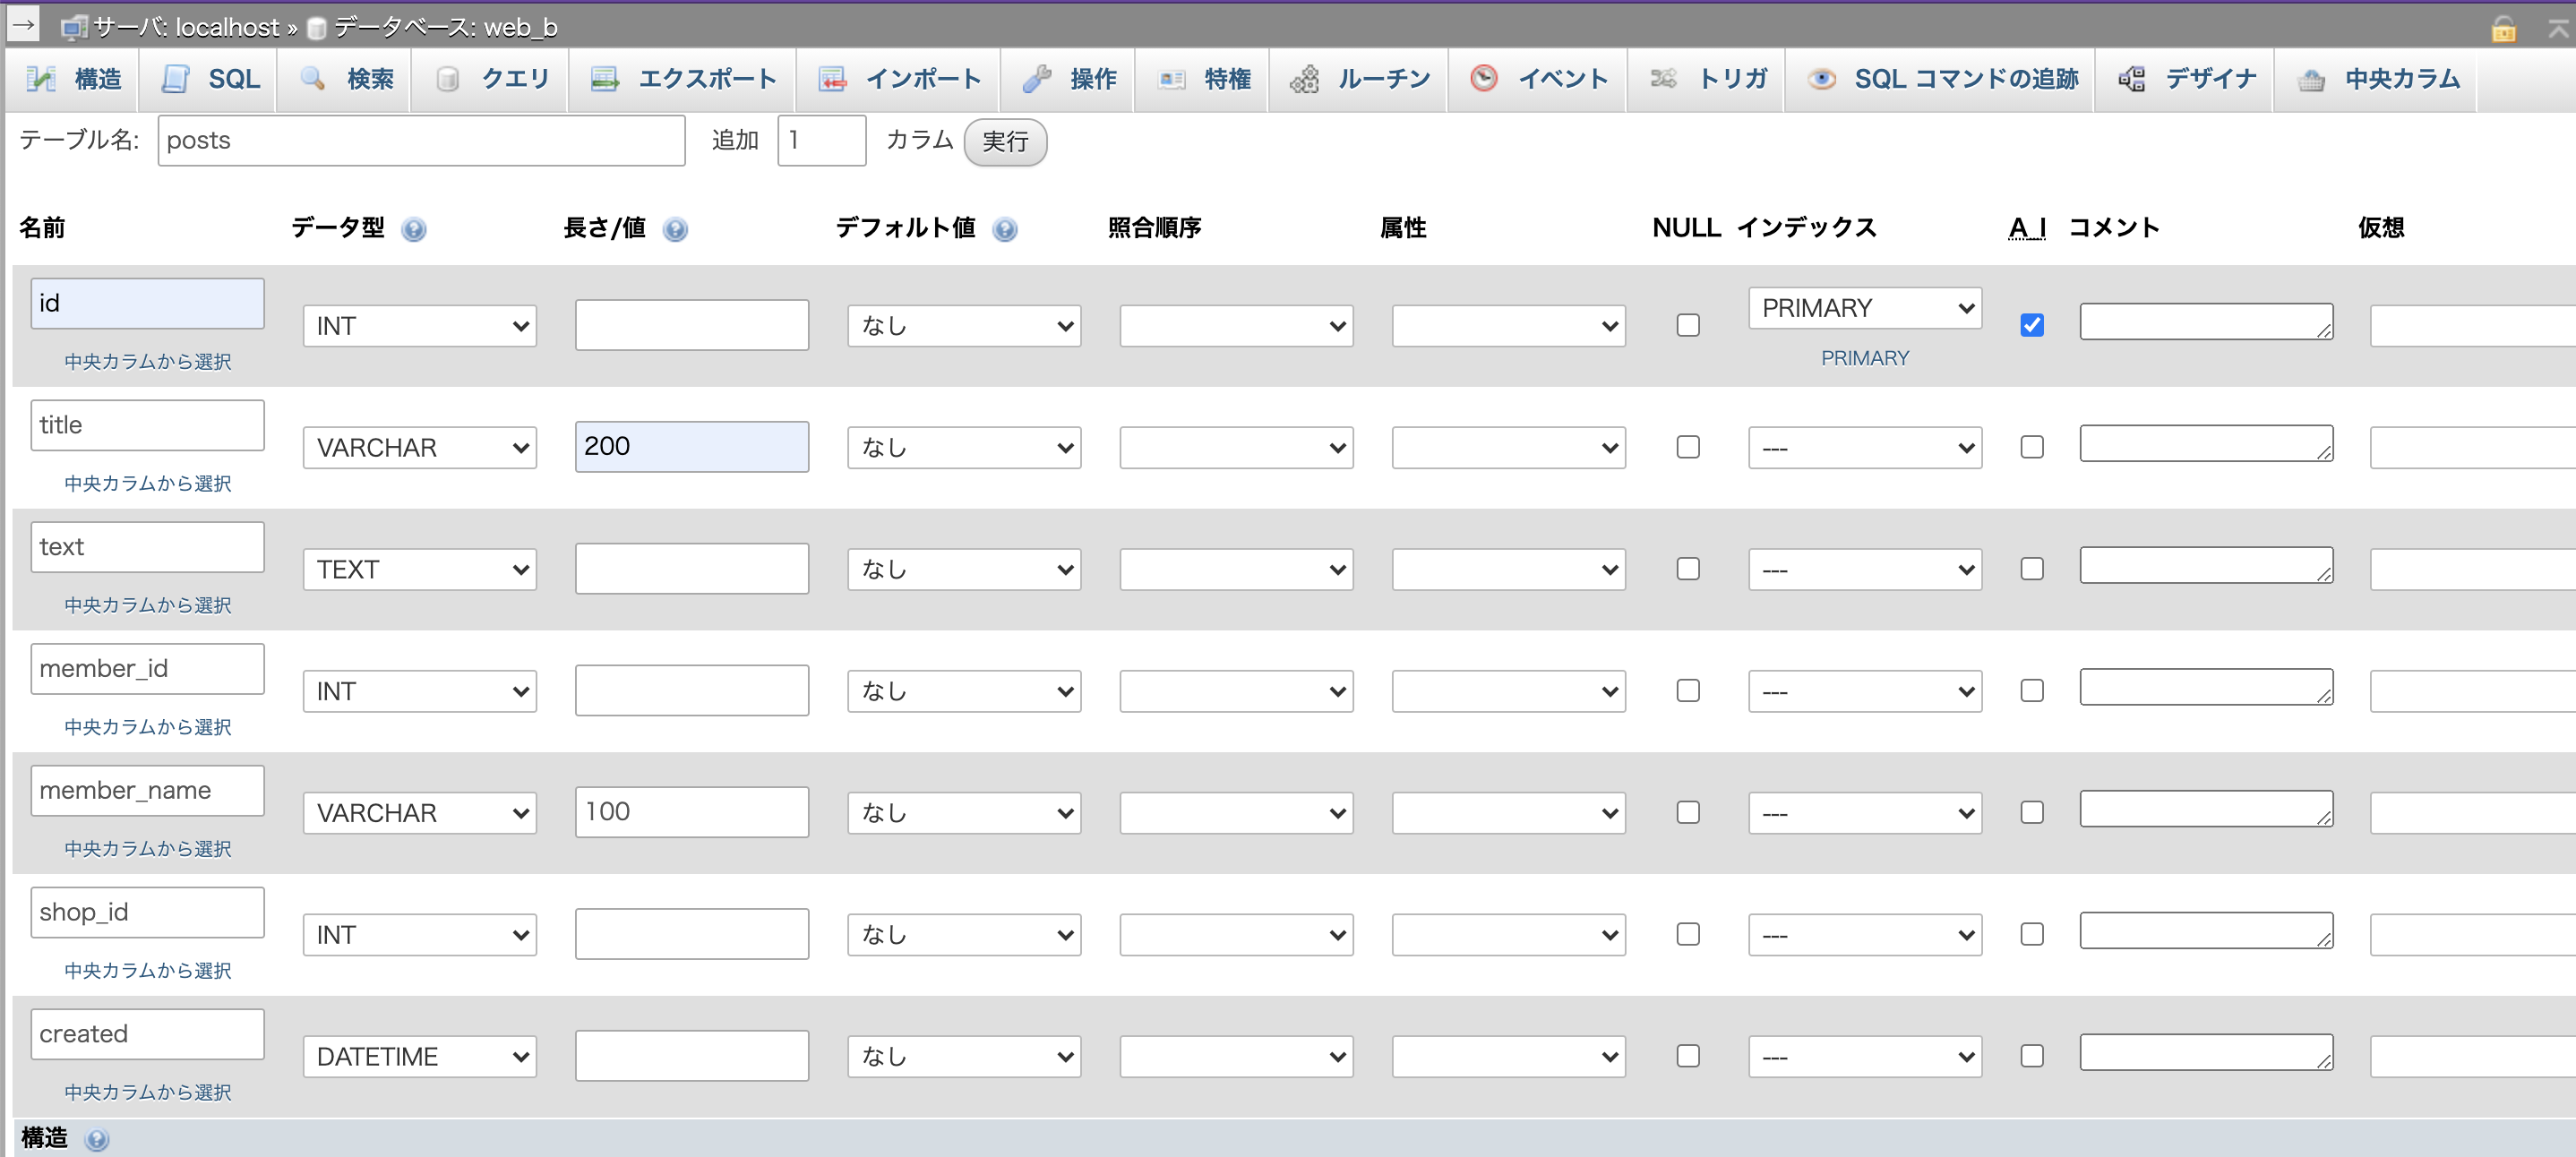 サーバ: localhost » データベース: web_b
構造 SQL 検索 クエリ エクスポート インポート 操作 特権 ルーチン イベント トリガ SQL コマンドの追跡 デザイナ 中央カラム
テーブル名: posts 追加 1 カラム 実行
名前 データ型 長さ/値 デフォルト値 照合順序 属性 NULL インデックス A_I コメント 仮想
id INT なし PRIMARY
中央カラムから選択 PRIMARY
title VARCHAR 200 なし ---
中央カラムから選択
text TEXT なし ---
中央カラムから選択
member_id INT なし ---
中央カラムから選択
member_name VARCHAR 100 なし ---
中央カラムから選択
shop_id INT なし ---
中央カラムから選択
created DATETIME なし ---
中央カラムから選択
構造